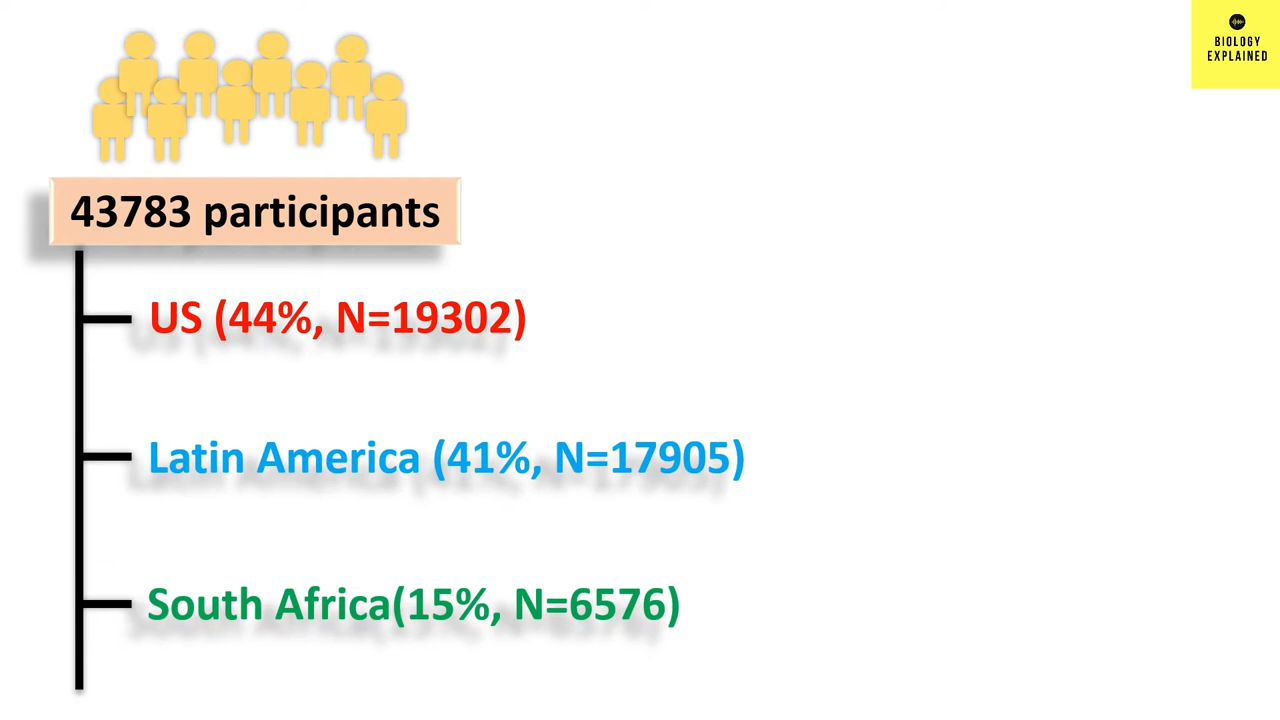 BIOLOGY
EXPLAINED
43783 participants
US (44%, N=19302)
Latin America (41%, N=17905)
South Africa(15%, N=6576)